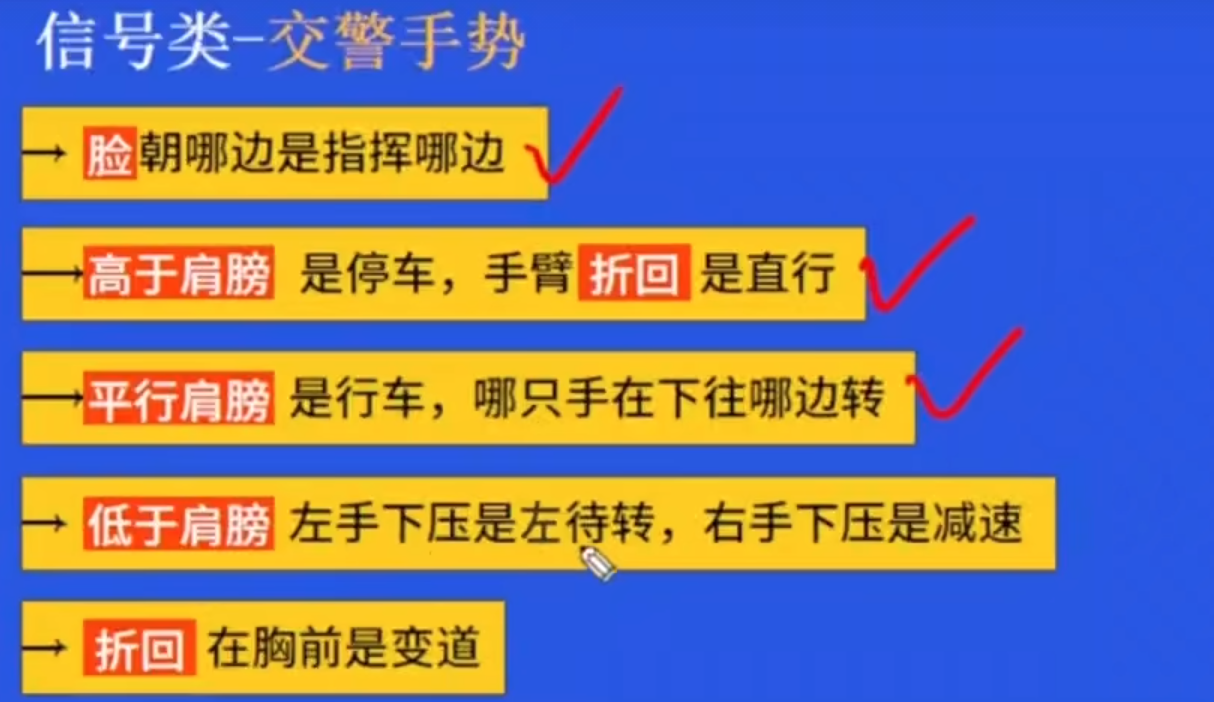 信号类-交警手势
→ 脸朝哪边是指挥哪边
→ 高于肩膀 是停车，手臂 折回 是直行
→ 平行肩膀 是行车，哪只手在下往哪边转
→ 低于肩膀 左手下压是左待转，右手下压是减速
→ 折回 在胸前是变道